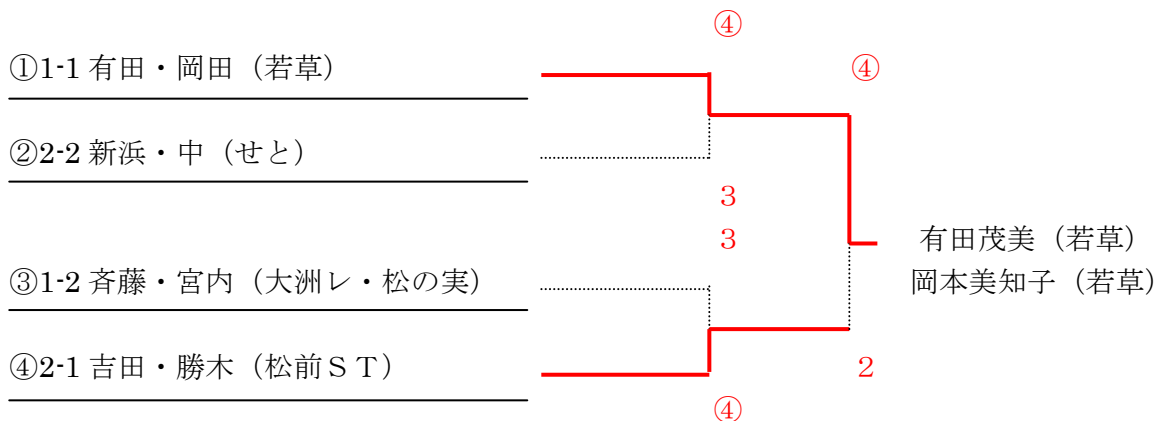 ④
①1-1 有田・岡田（若草）
④
②2-2 新浜・中（せと）
3
3
有田茂美（若草）
③1-2 斉藤・宮内（大洲レ・松の実）
岡本美知子（若草）
④2-1 吉田・勝木（松前ＳＴ）
2
④